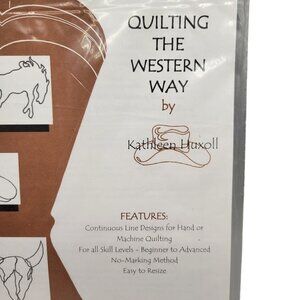 QUILTING
THE
WESTERN
WAY
by
Kathleen Huxoll
FEATURES:
Continuous Line Designs for Hand or
Machine Quilting
For all Skill Levels - Beginner to Advanced
No-Marking Method
Easy to Resize